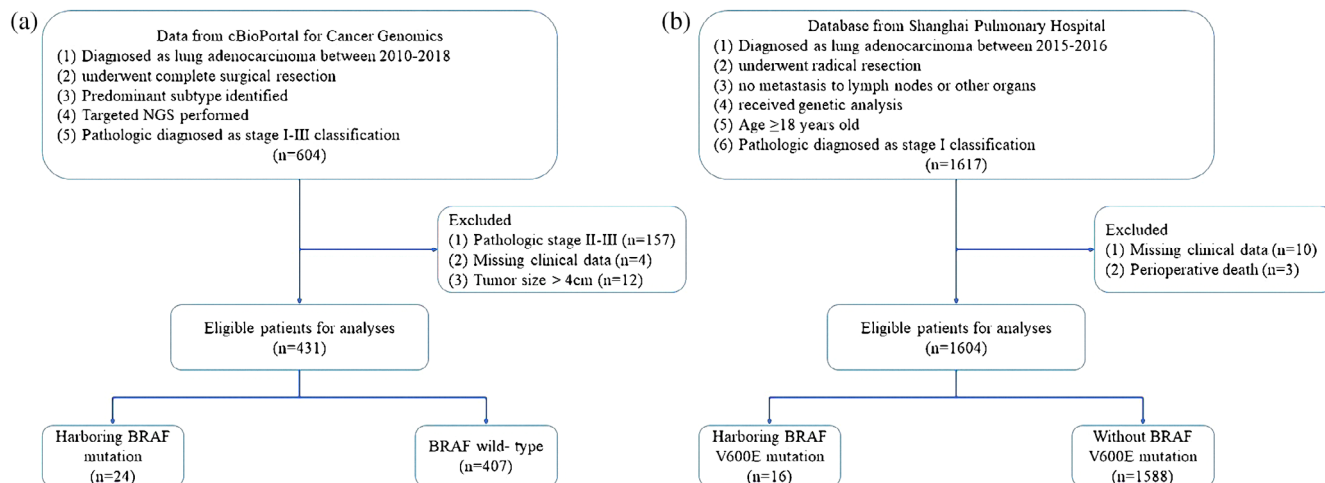 (a)
Data from cBioPortal for Cancer Genomics
(1) Diagnosed as lung adenocarcinoma between 2010-2018
(2) underwent complete surgical resection
(3) Predominant subtype identified
(4) Targeted NGS performed
(5) Pathologic diagnosed as stage I-III classification
(n=604)
Excluded
(1) Pathologic stage II-III (n=157)
(2) Missing clinical data (n=4)
(3) Tumor size > 4cm (n=12)
Eligible patients for analyses
(n=431)
Harboring BRAF
mutation
(n=24)
BRAF wild- type
(n=407)
(b)
Database from Shanghai Pulmonary Hospital
(1) Diagnosed as lung adenocarcinoma between 2015-2016
(2) underwent radical resection
(3) no metastasis to lymph nodes or other organs
(4) received genetic analysis
(5) Age ≥18 years old
(6) Pathologic diagnosed as stage I classification
(n=1617)
Excluded
(1) Missing clinical data (n=10)
(2) Perioperative death (n=3)
Eligible patients for analyses
(n=1604)
Harboring BRAF
V600E mutation
(n=16)
Without BRAF
V600E mutation
(n=1588)